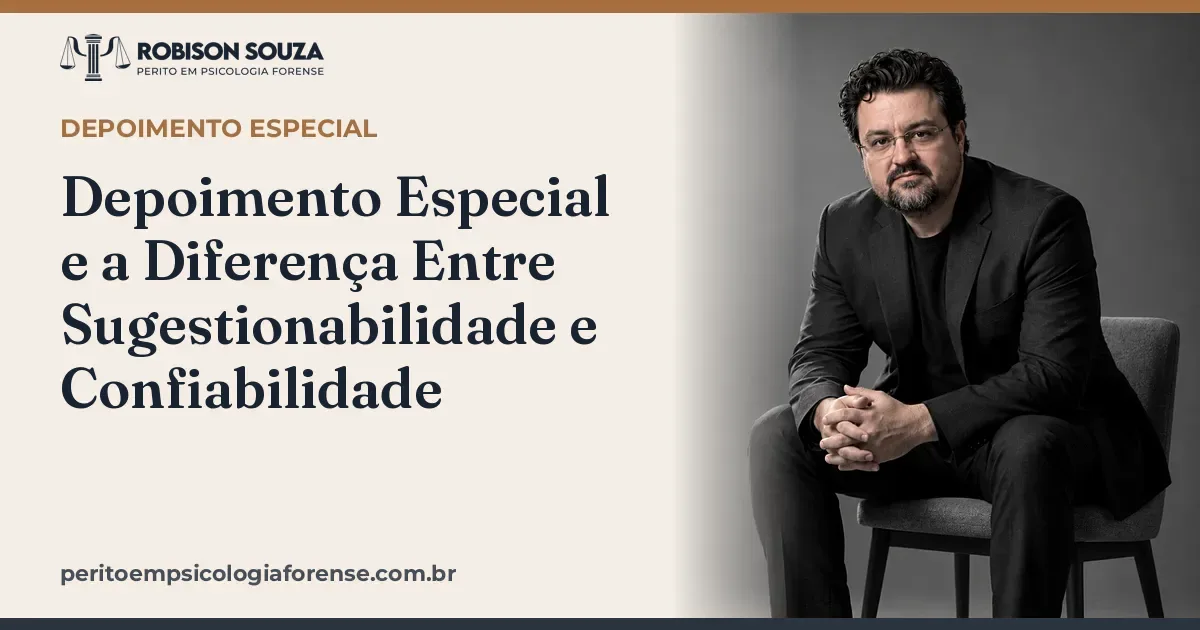 ROBISON SOUZA
PERITO EM PSICOLOGIA FORENSE
DEPOIMENTO ESPECIAL
Depoimento Especial
e a Diferença Entre
Sugestionabilidade e
Confiabilidade
peritoempsicologiaforense.com.br